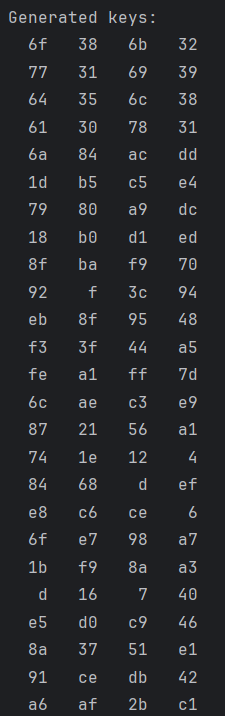 Generated keys:
6f 38 6b 32
77 31 69 39
64 35 6c 38
61 30 78 31
6a 84 ac dd
1d b5 c5 e4
79 80 a9 dc
18 b0 d1 ed
8f ba f9 70
92 f 3c 94
eb 8f 95 48
f3 3f 44 a5
fe a1 ff 7d
6c ae c3 e9
87 21 56 a1
74 1e 12 4
84 68 d ef
e8 c6 ce 6
6f e7 98 a7
1b f9 8a a3
d 16 7 40
e5 d0 c9 46
8a 37 51 e1
91 ce db 42
a6 af 2b c1